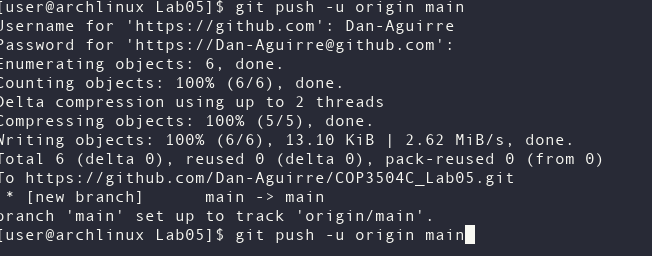 [user@archlinux Lab05]$ git push -u origin main
Username for 'https://github.com': Dan-Aguirre
Password for 'https://Dan-Aguirre@github.com':
Enumerating objects: 6, done.
Counting objects: 100% (6/6), done.
Delta compression using up to 2 threads
Compressing objects: 100% (5/5), done.
Writing objects: 100% (6/6), 13.10 KiB | 2.62 MiB/s, done.
Total 6 (delta 0), reused 0 (delta 0), pack-reused 0 (from 0)
To https://github.com/Dan-Aguirre/COP3504C_Lab05.git
 * [new branch]      main -> main
branch 'main' set up to track 'origin/main'.
[user@archlinux Lab05]$ git push -u origin main